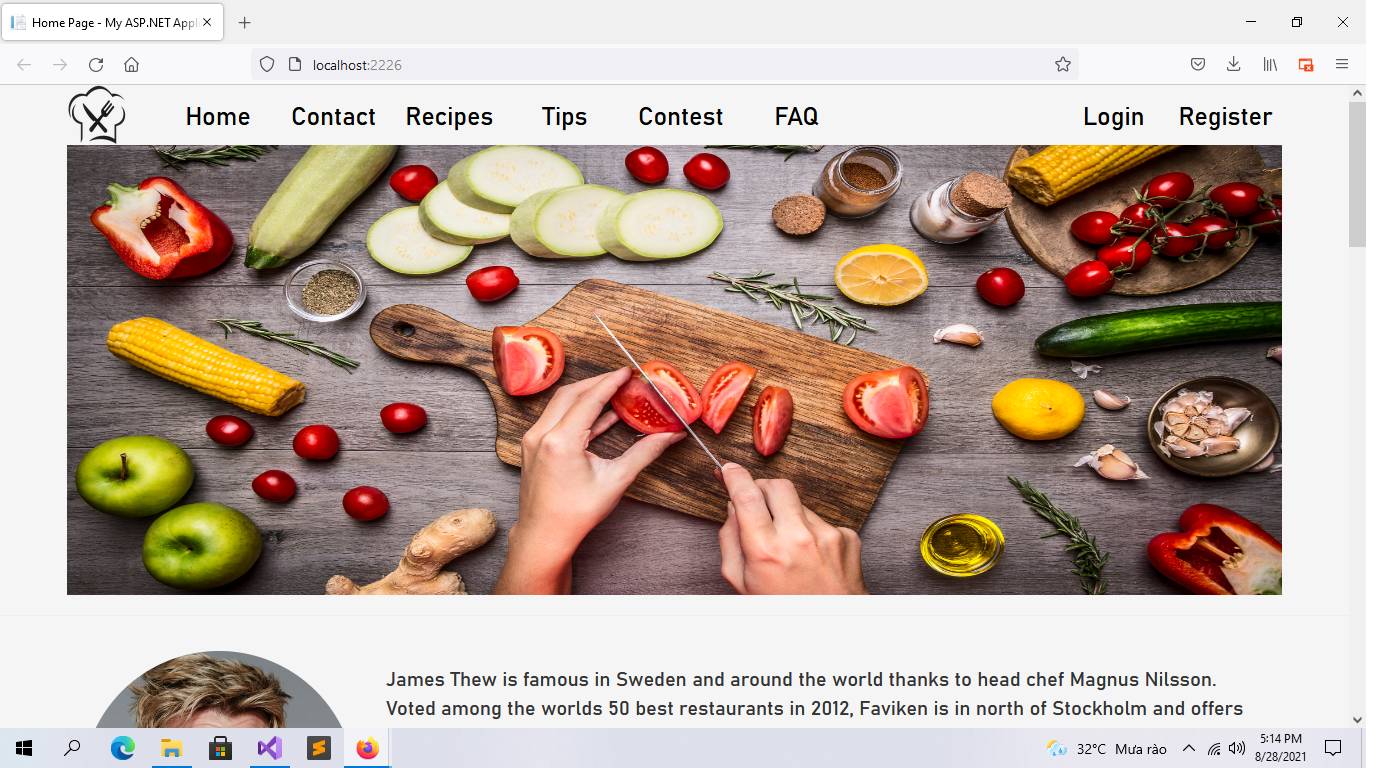 Home Page - My ASP.NET Appli
localhost:2226
Home Contact Recipes Tips Contest FAQ Login Register
James Thew is famous in Sweden and around the world thanks to head chef Magnus Nilsson.
Voted among the worlds 50 best restaurants in 2012, Faviken is in north of Stockholm and offers
32°C Mưa rào
5:14 PM
8/28/2021